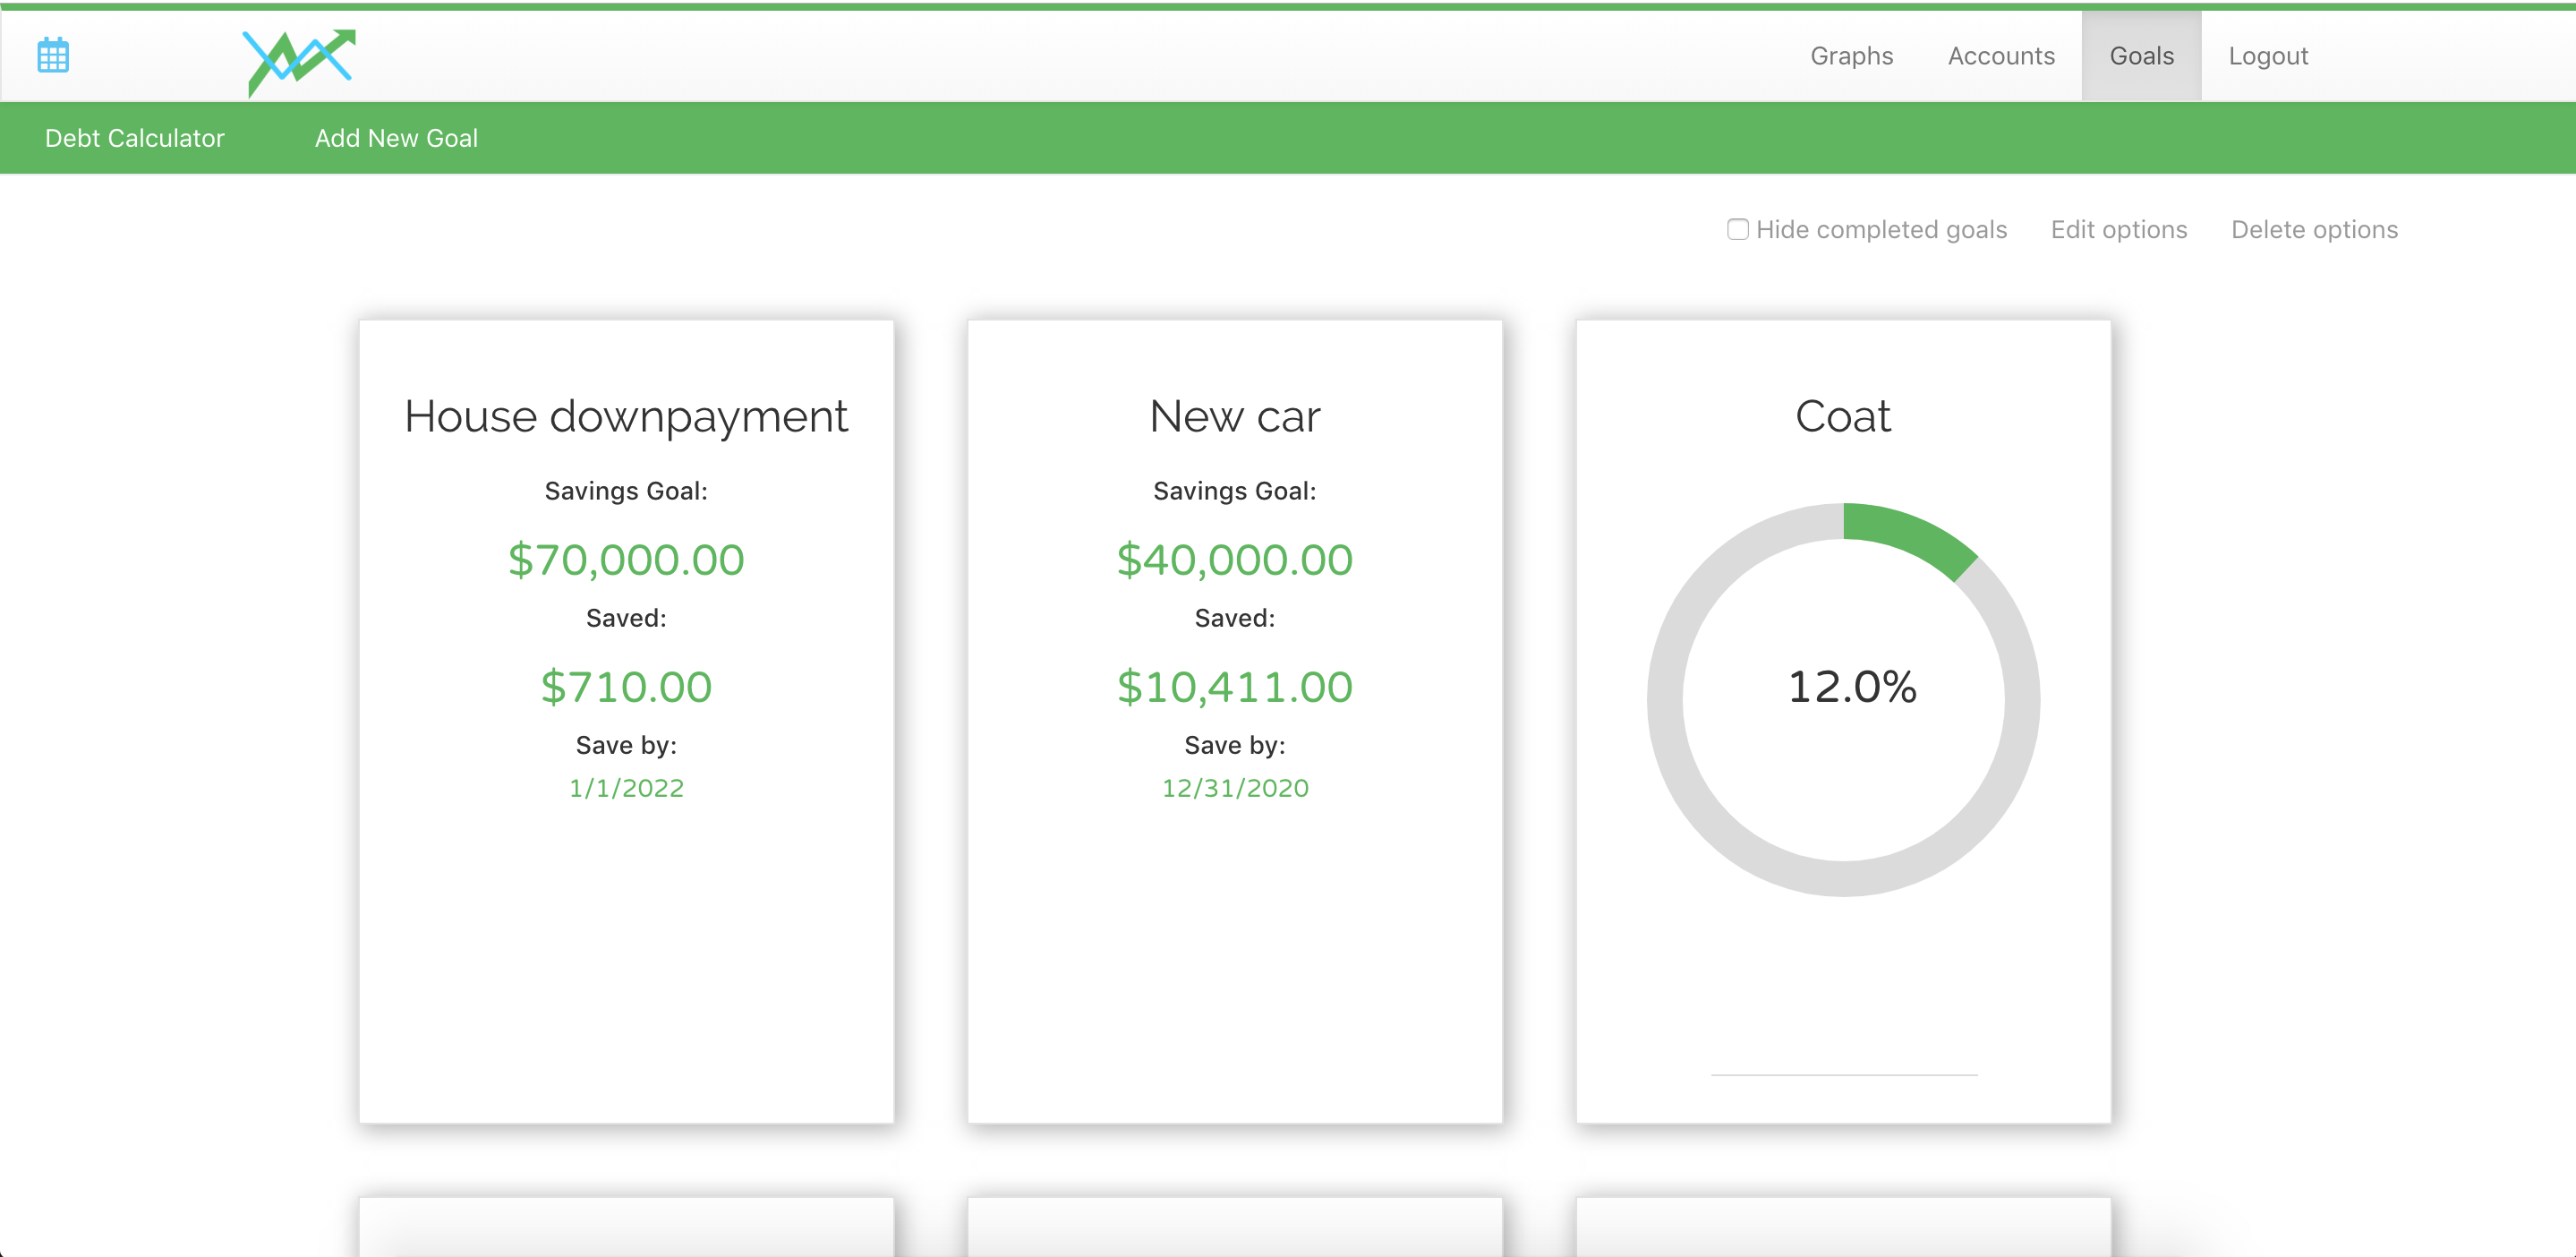 Graphs Accounts Goals Logout
Debt Calculator Add New Goal
Hide completed goals Edit options Delete options
House downpayment
Savings Goal:
$70,000.00
Saved:
$710.00
Save by:
1/1/2022
New car
Savings Goal:
$40,000.00
Saved:
$10,411.00
Save by:
12/31/2020
Coat
12.0%